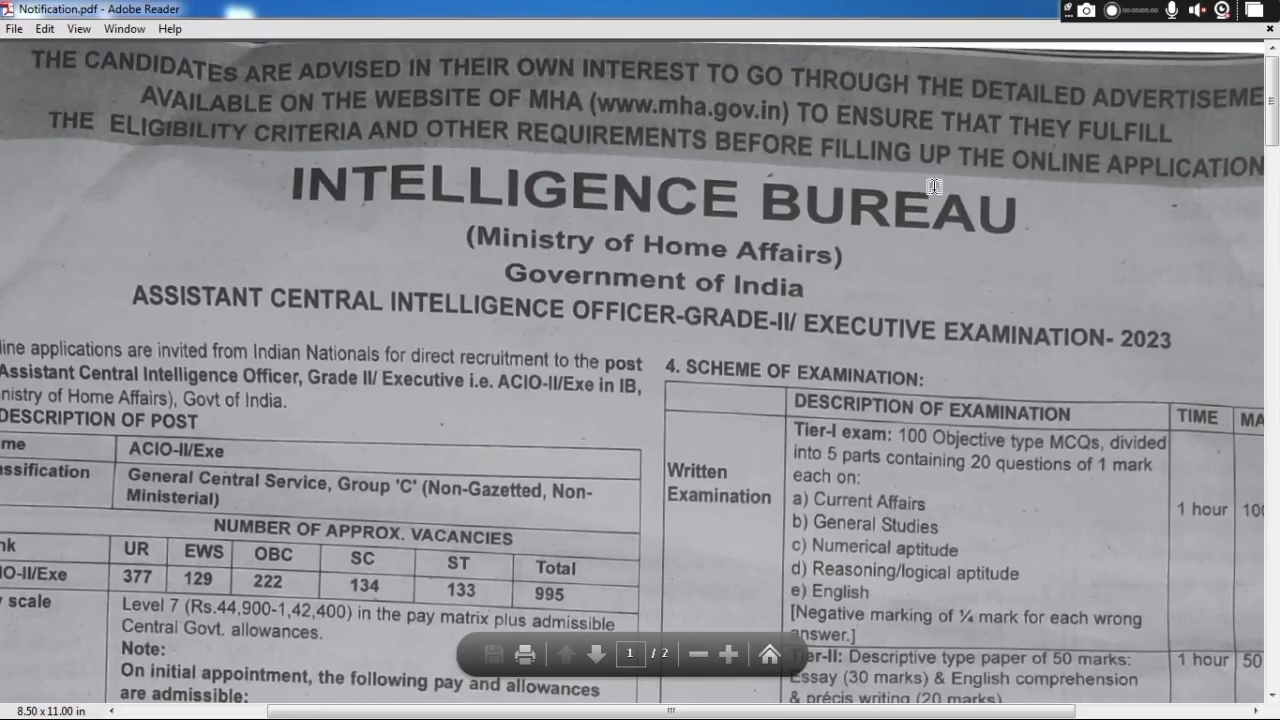 Notification.pdf - Adobe Reader
00:00/05:00
File Edit View Window Help
THE CANDIDATEs ARE ADVISED IN THEIR OWN INTEREST TO GO THROUGH THE DETAILED ADVERTISEME
AVAILABLE ON THE WEBSITE OF MHA (www.mha.gov.in) TO ENSURE THAT THEY FULFILL
THE ELIGIBILITY CRITERIA AND OTHER REQUIREMENTS BEFORE FILLING UP THE ONLINE APPLICATION
INTELLIGENCE BUREAU
(Ministry of Home Affairs)
Government of India
ASSISTANT CENTRAL INTELLIGENCE OFFICER-GRADE-II/ EXECUTIVE EXAMINATION- 2023
line applications are invited from Indian Nationals for direct recruitment to the post
Assistant Central Intelligence Officer, Grade II/ Executive i.e. ACIO-II/Exe in IB,
nistry of Home Affairs), Govt of India.
DESCRIPTION OF POST
me ACIO-II/Exe
assification General Central Service, Group 'C' (Non-Gazetted, Non-
Ministerial)
NUMBER OF APPROX. VACANCIES
nk UR EWS OBC SC ST Total
IO-II/Exe 377 129 222 134 133 995
y scale Level 7 (Rs.44,900-1,42,400) in the pay matrix plus admissible
Central Govt. allowances.
Note:
On initial appointment, the following pay and allowances
are admissible:
4. SCHEME OF EXAMINATION:
DESCRIPTION OF EXAMINATION TIME MA
Written
Examination
Tier-I exam: 100 Objective type MCQs, divided
into 5 parts containing 20 questions of 1 mark
each on:
a) Current Affairs
b) General Studies
c) Numerical aptitude
d) Reasoning/logical aptitude
e) English
[Negative marking of ¼ mark for each wrong
answer.]
1 hour 100
Tier-II: Descriptive type paper of 50 marks: 1 hour 50
Essay (30 marks) & English comprehension
& précis writing (20 marks)
1 / 2
8.50 x 11.00 in